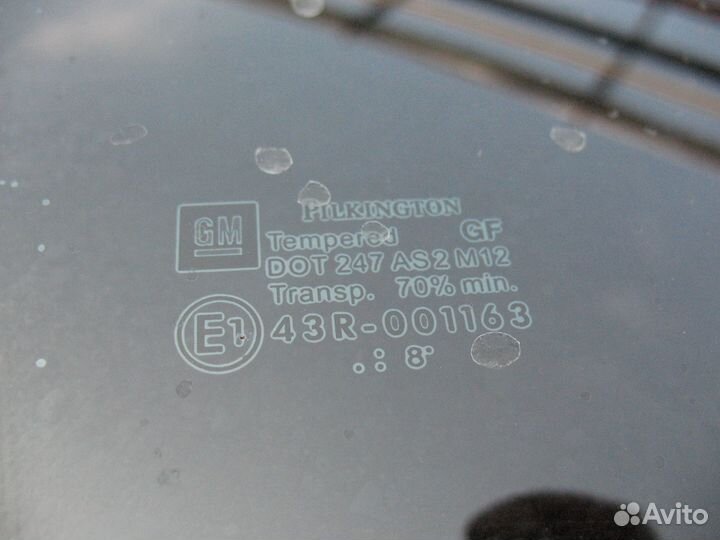 GM
PILKINGTON
Tempered GF
DOT 247 AS2 M12
Transp. 70% min.
E1 43R-001163
.: 8·
Avito